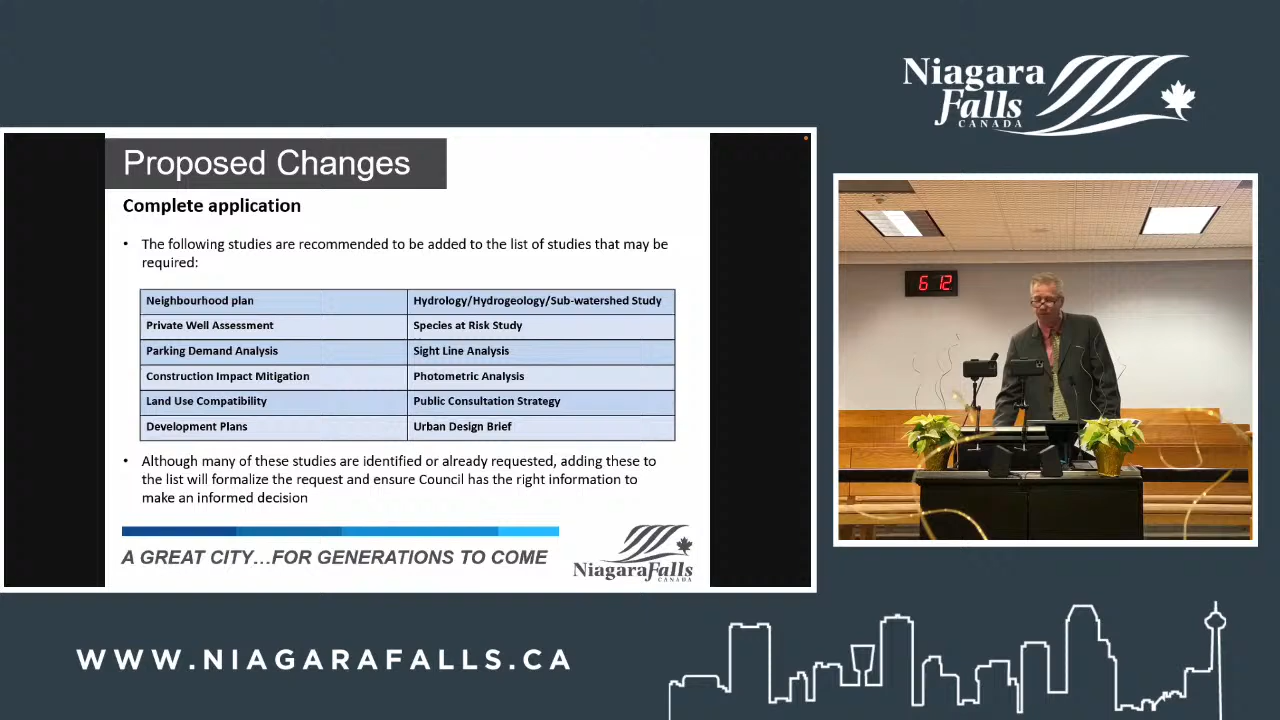 Niagara
Falls
CANADA
Proposed Changes
Complete application
• The following studies are recommended to be added to the list of studies that may be
required:
Neighbourhood plan
Hydrology/Hydrogeology/Sub-watershed Study
Private Well Assessment
Species at Risk Study
Parking Demand Analysis
Sight Line Analysis
Construction Impact Mitigation
Photometric Analysis
Land Use Compatibility
Public Consultation Strategy
Development Plans
Urban Design Brief
• Although many of these studies are identified or already requested, adding these to
the list will formalize the request and ensure Council has the right information to
make an informed decision
A GREAT CITY...FOR GENERATIONS TO COME
NiagaraFalls
CANADA
6 12
WWW.NIAGARAFALLS.CA